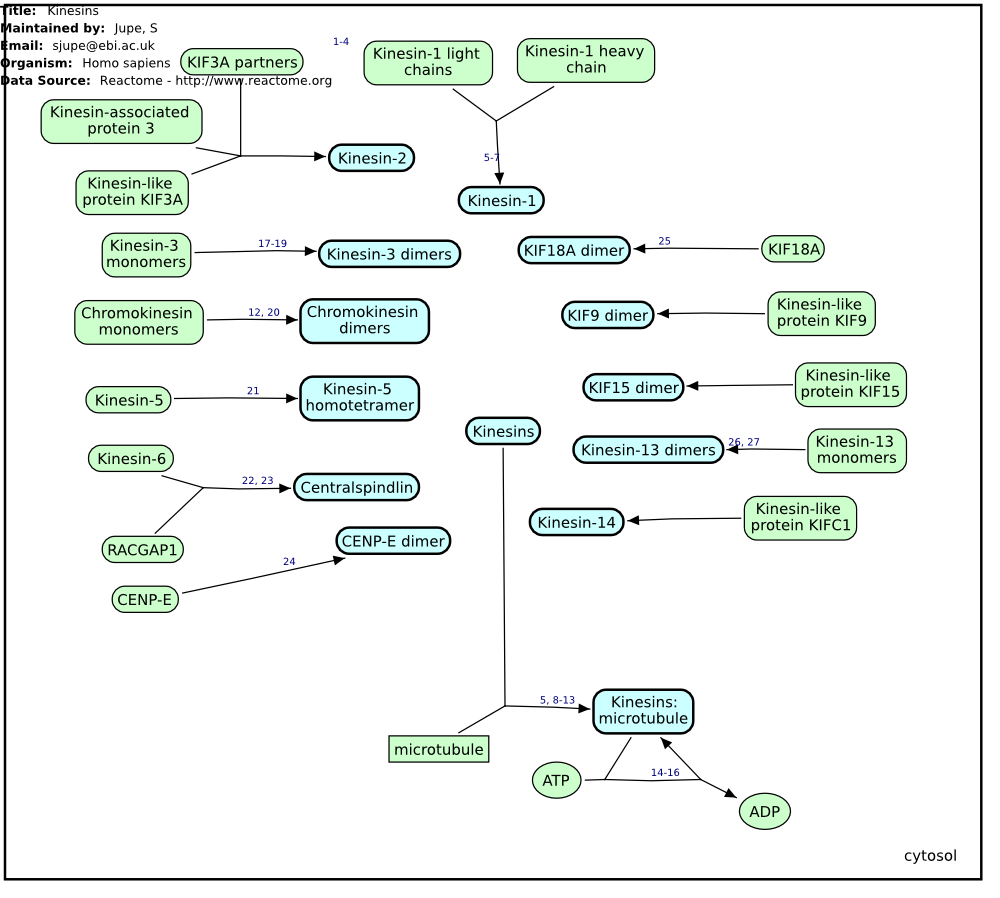 Title: Kinesins
Maintained by: Jupe, S
Email: sjupe@ebi.ac.uk
Organism: Homo sapiens
Data Source: Reactome - http://www.reactome.org
KIF3A partners
1-4
Kinesin-1 light
chains
Kinesin-1 heavy
chain
Kinesin-associated
protein 3
Kinesin-2
5-7
Kinesin-like
protein KIF3A
Kinesin-1
Kinesin-3
monomers
17-19
Kinesin-3 dimers
KIF18A dimer
25
KIF18A
Chromokinesin
monomers
12, 20
Chromokinesin
dimers
KIF9 dimer
Kinesin-like
protein KIF9
Kinesin-5
21
Kinesin-5
homotetramer
KIF15 dimer
Kinesin-like
protein KIF15
Kinesins
Kinesin-13 dimers
26, 27
Kinesin-13
monomers
Kinesin-6
22, 23
Centralspindlin
Kinesin-14
Kinesin-like
protein KIFC1
RACGAP1
CENP-E dimer
24
CENP-E
5, 8-13
Kinesins:
microtubule
microtubule
ATP
14-16
ADP
cytosol